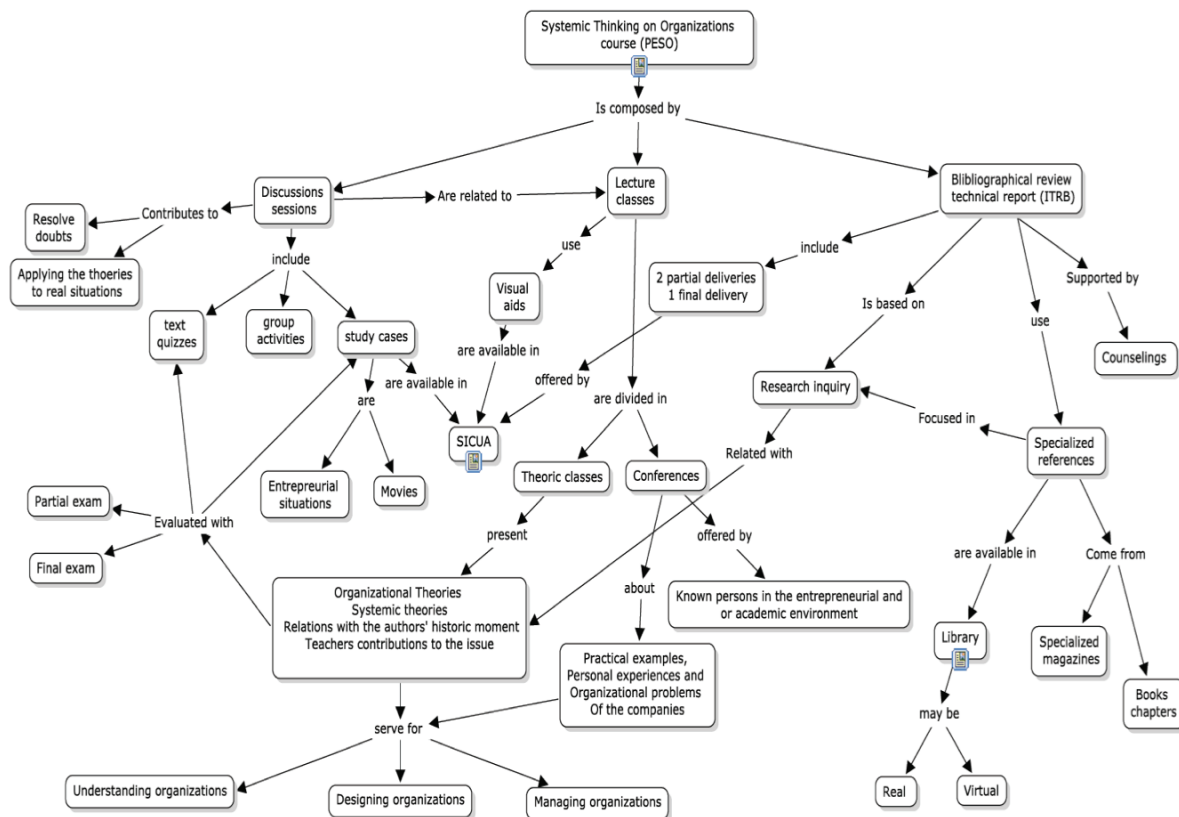 Systemic Thinking on Organizations
course (PESO)
Is composed by
Discussions
sessions
Are related to
Lecture
classes
Blibliographical review
technical report (ITRB)
Resolve
doubts
Contributes to
Applying the thoeries
to real situations
include
use
include
2 partial deliveries
1 final delivery
Supported by
Visual
aids
Is based on
use
text
quizzes
group
activities
study cases
are available in
Counselings
are available in
offered by
Research inquiry
are
are divided in
Focused in
SICUA
Specialized
references
Related with
Entrepreurial
situations
Movies
Theoric classes
Conferences
Partial exam
Evaluated with
Final exam
present
offered by
are available in
Come from
Organizational Theories
Systemic theories
Relations with the authors' historic moment
Teachers contributions to the issue
about
Known persons in the entrepreneurial and
or academic environment
Library
Specialized
magazines
Practical examples,
Personal experiences and
Organizational problems
Of the companies
Books
chapters
serve for
may be
Understanding organizations
Designing organizations
Managing organizations
Real
Virtual